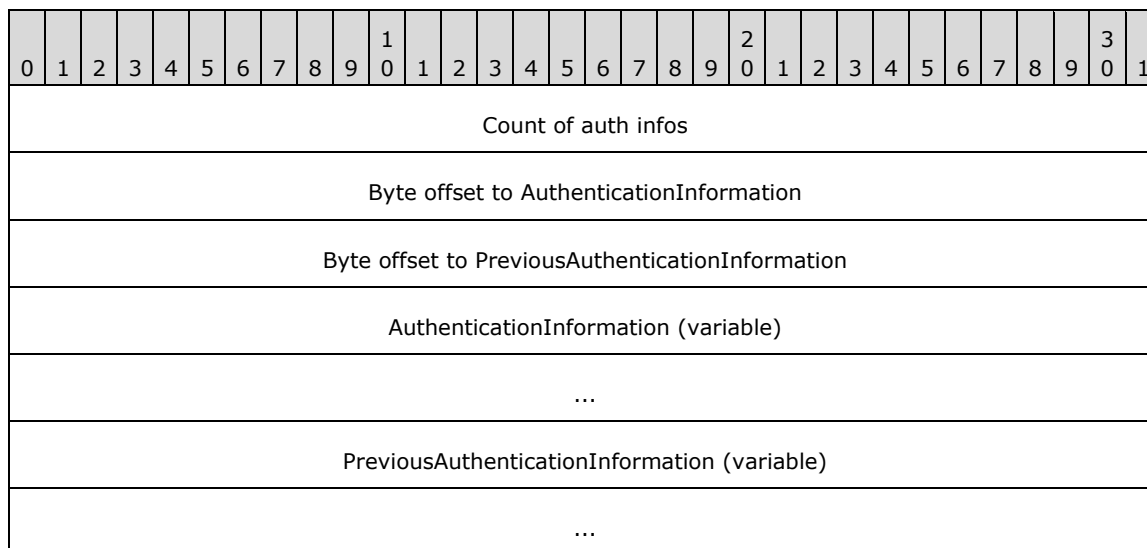 1 2 3
0 1 2 3 4 5 6 7 8 9 0 1 2 3 4 5 6 7 8 9 0 1 2 3 4 5 6 7 8 9 0 1
Count of auth infos
Byte offset to AuthenticationInformation
Byte offset to PreviousAuthenticationInformation
AuthenticationInformation (variable)
...
PreviousAuthenticationInformation (variable)
...